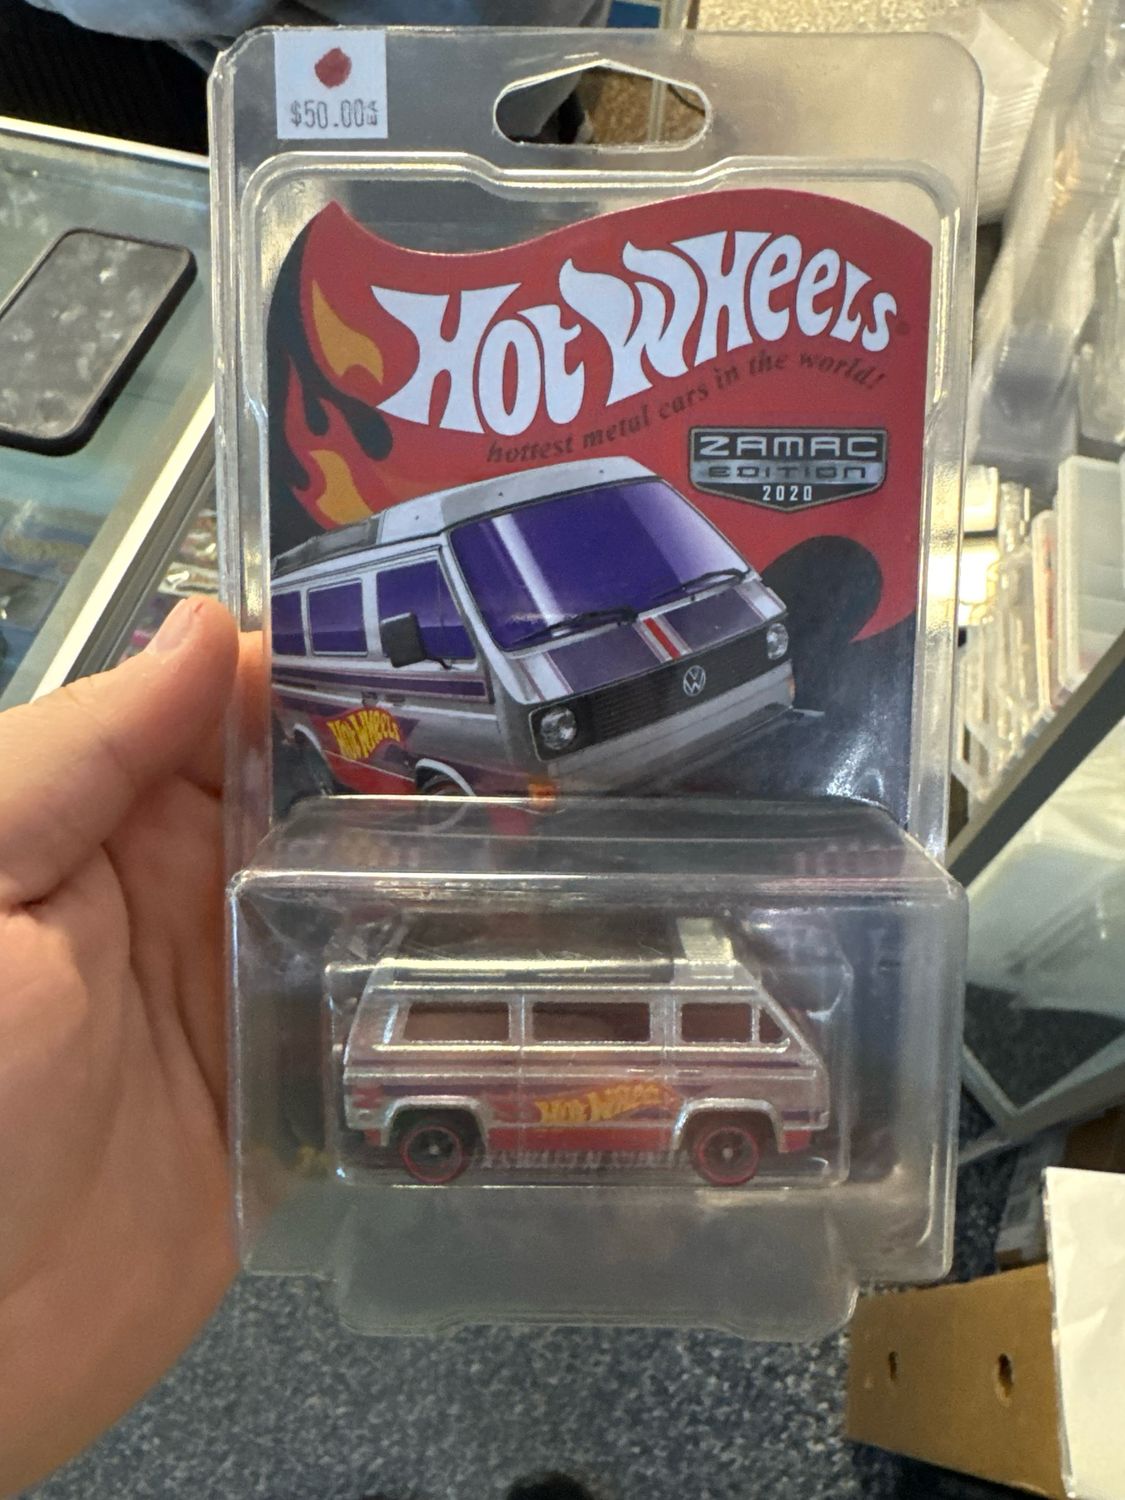 $50.00
HOT WHEELS
hottest metal cars in the world!
ZAMAC
EDITION
2020
HOT WHEELS
HOT WHEELS